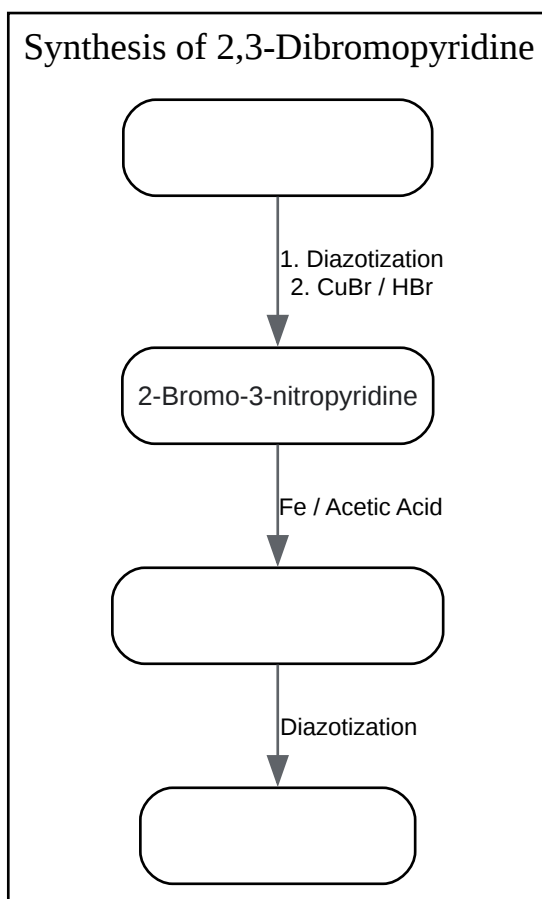 Synthesis of 2,3-Dibromopyridine
1. Diazotization
2. CuBr / HBr
2-Bromo-3-nitropyridine
Fe / Acetic Acid
Diazotization